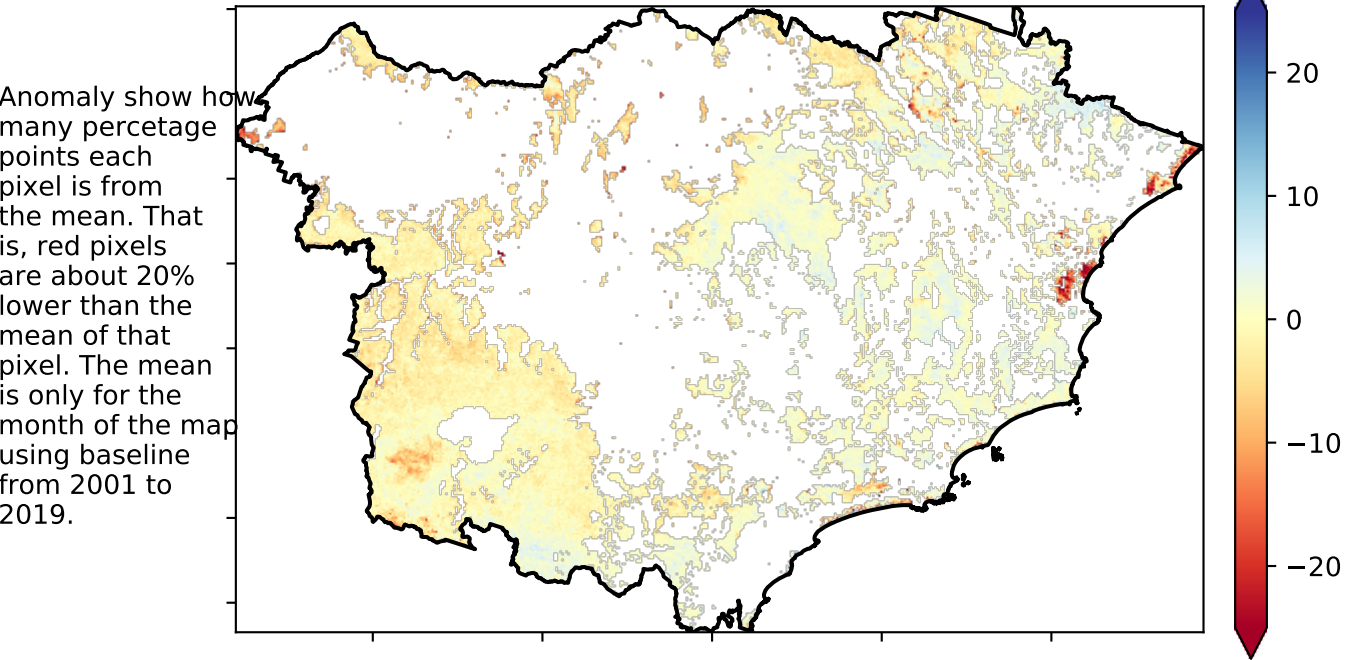 Anomaly show how
many percetage
points each
pixel is from
the mean. That
is, red pixels
are about 20%
lower than the
mean of that
pixel. The mean
is only for the
month of the map
using baseline
from 2001 to
2019.
20
10
0
−10
−20